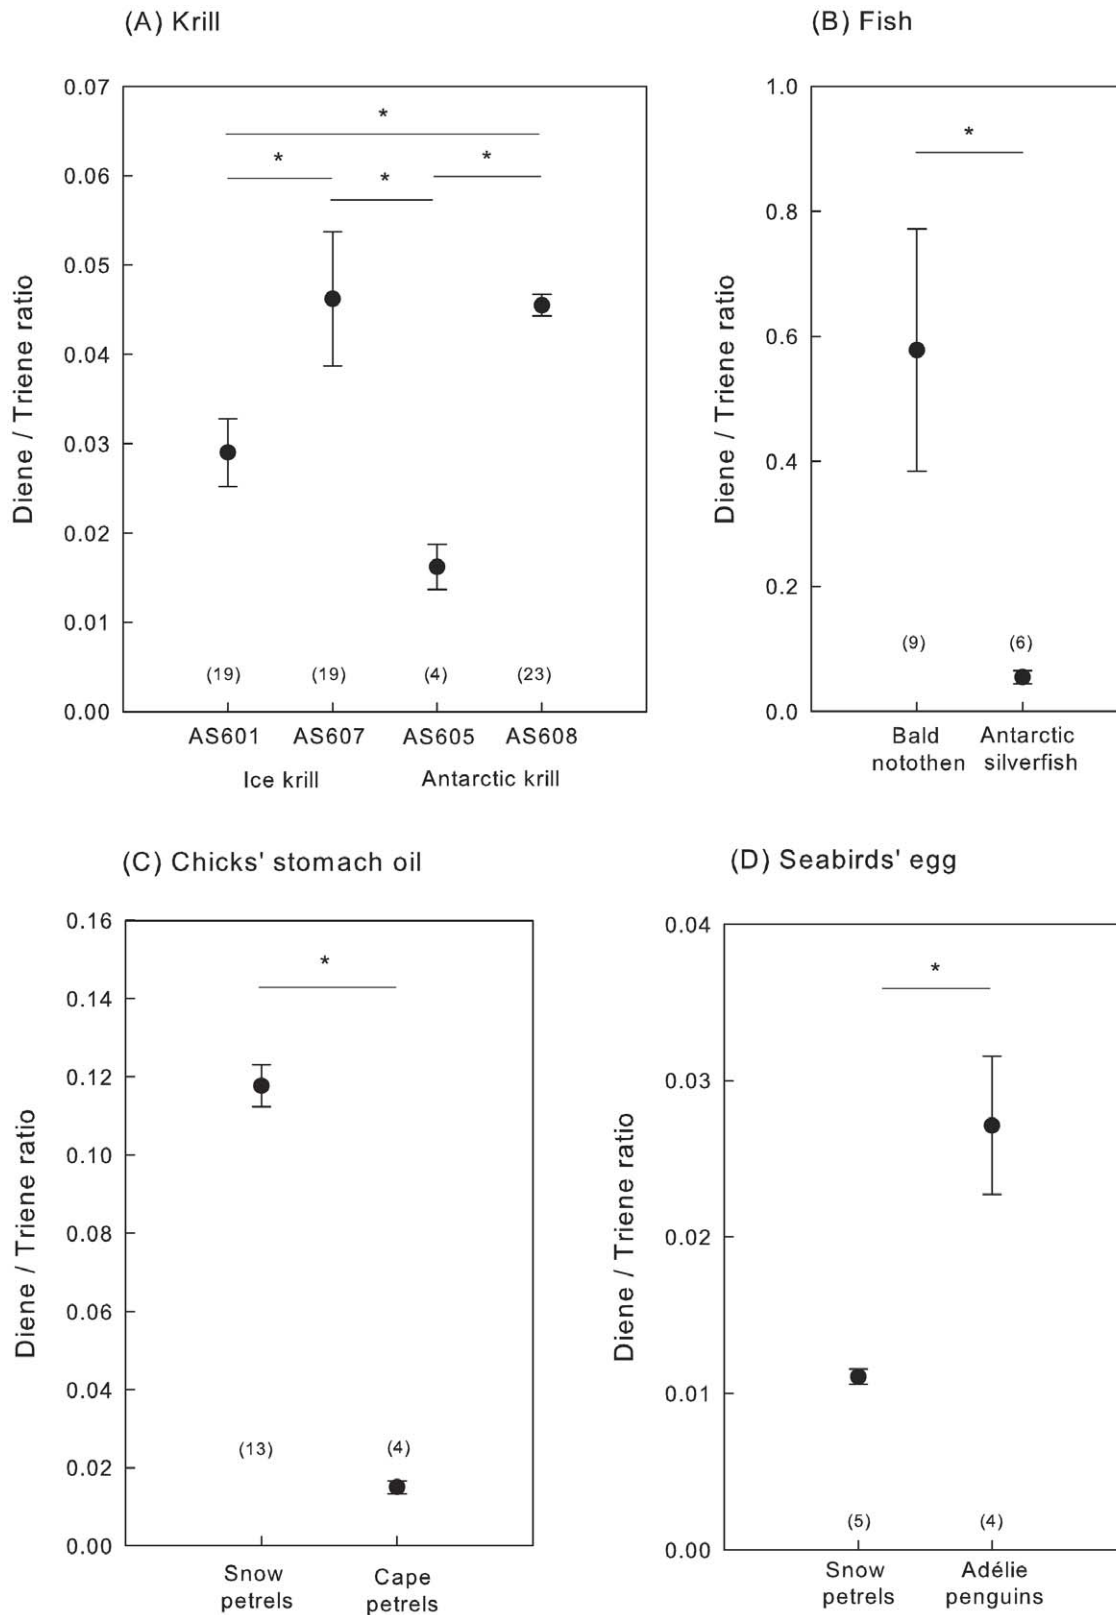 (A) Krill
Diene / Triene ratio
0.07
0.06
0.05
0.04
0.03
0.02
0.01
0.00
*
*
*
*
(19)
(19)
(4)
(23)
AS601
AS607
AS605
AS608
Ice krill
Antarctic krill
(B) Fish
Diene / Triene ratio
1.0
0.8
0.6
0.4
0.2
0.0
*
(9)
(6)
Bald
notothen
Antarctic
silverfish
(C) Chicks' stomach oil
Diene / Triene ratio
0.16
0.14
0.12
0.10
0.08
0.06
0.04
0.02
0.00
*
(13)
(4)
Snow
petrels
Cape
petrels
(D) Seabirds' egg
Diene / Triene ratio
0.04
0.03
0.02
0.01
0.00
*
(5)
(4)
Snow
petrels
Adélie
penguins